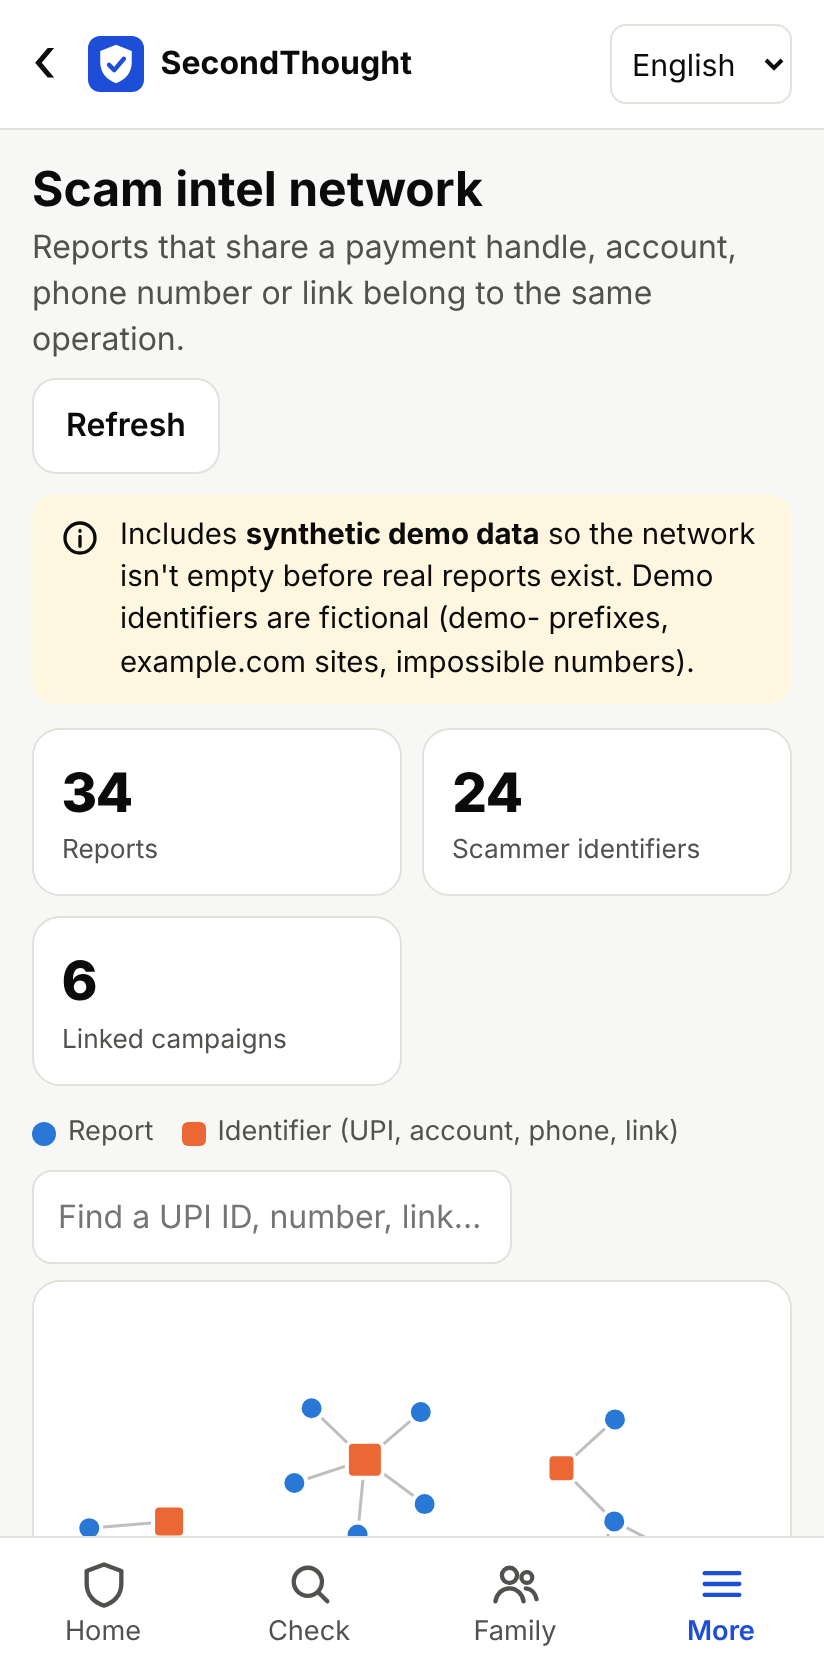 SecondThought
English
Scam intel network
Reports that share a payment handle, account,
phone number or link belong to the same
operation.
Refresh
Includes synthetic demo data so the network
isn't empty before real reports exist. Demo
identifiers are fictional (demo- prefixes,
example.com sites, impossible numbers).
34
Reports
24
Scammer identifiers
6
Linked campaigns
Report
Identifier (UPI, account, phone, link)
Find a UPI ID, number, link...
Home
Check
Family
More